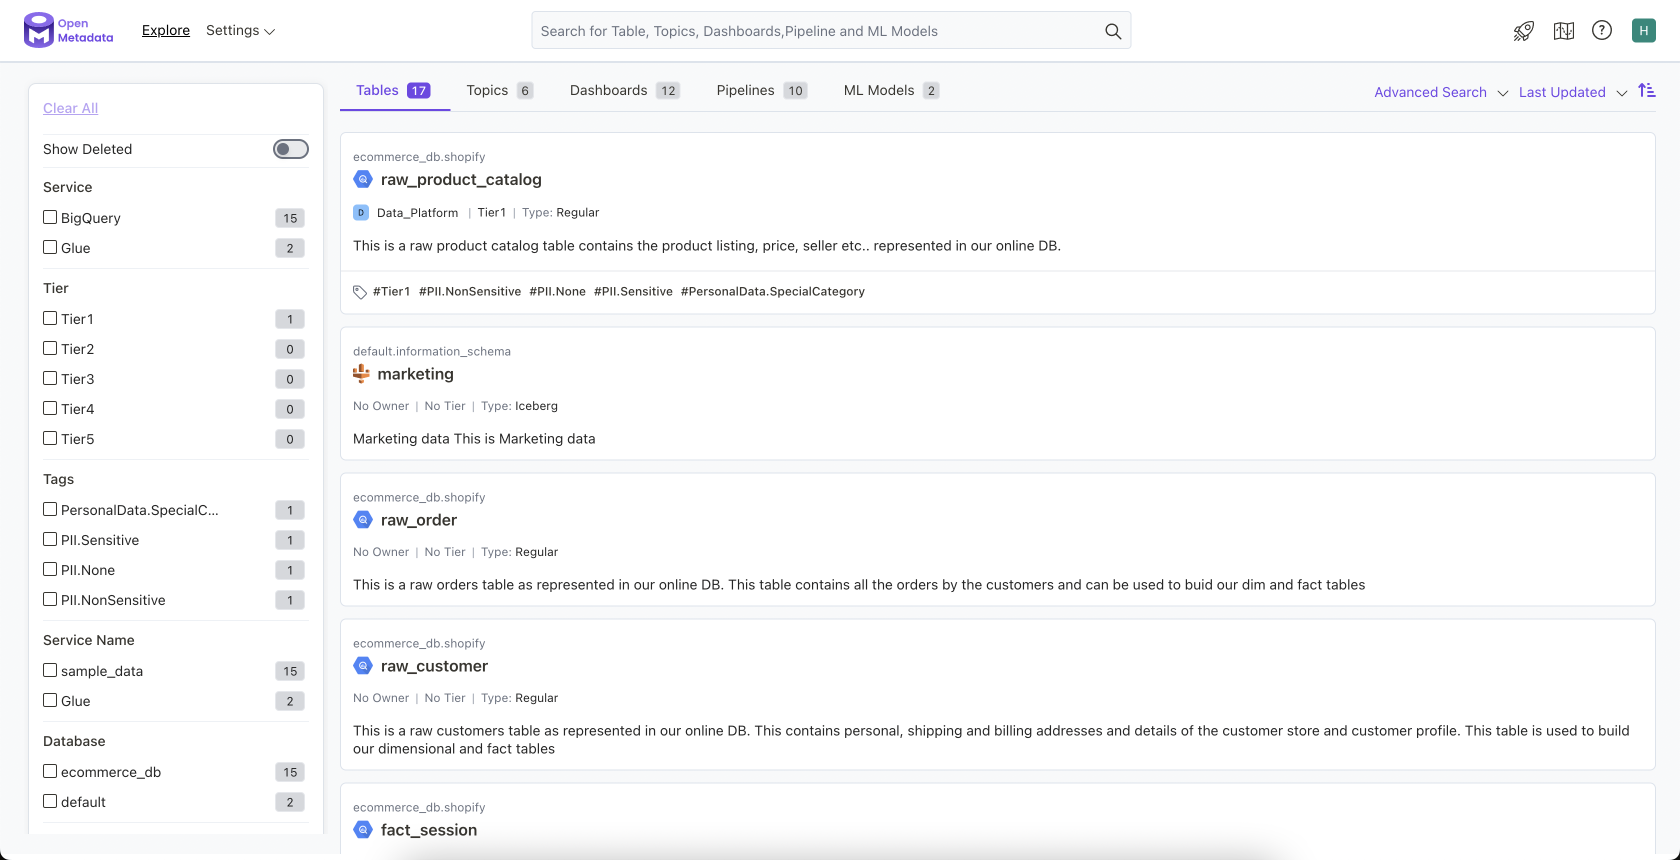 Open
Metadata
Explore
Settings
Search for Table, Topics, Dashboards,Pipeline and ML Models
?
H
Clear All
Show Deleted
Service
BigQuery 15
Glue 2
Tier
Tier1 1
Tier2 0
Tier3 0
Tier4 0
Tier5 0
Tags
PersonalData.SpecialC... 1
PII.Sensitive 1
PII.None 1
PII.NonSensitive 1
Service Name
sample_data 15
Glue 2
Database
ecommerce_db 15
default 2
Tables 17
Topics 6
Dashboards 12
Pipelines 10
ML Models 2
Advanced Search
Last Updated
ecommerce_db.shopify
raw_product_catalog
D Data_Platform | Tier1 | Type: Regular
This is a raw product catalog table contains the product listing, price, seller etc.. represented in our online DB.
#Tier1 #PII.NonSensitive #PII.None #PII.Sensitive #PersonalData.SpecialCategory
default.information_schema
marketing
No Owner | No Tier | Type: Iceberg
Marketing data This is Marketing data
ecommerce_db.shopify
raw_order
No Owner | No Tier | Type: Regular
This is a raw orders table as represented in our online DB. This table contains all the orders by the customers and can be used to buid our dim and fact tables
ecommerce_db.shopify
raw_customer
No Owner | No Tier | Type: Regular
This is a raw customers table as represented in our online DB. This contains personal, shipping and billing addresses and details of the customer store and customer profile. This table is used to build
our dimensional and fact tables
ecommerce_db.shopify
fact_session